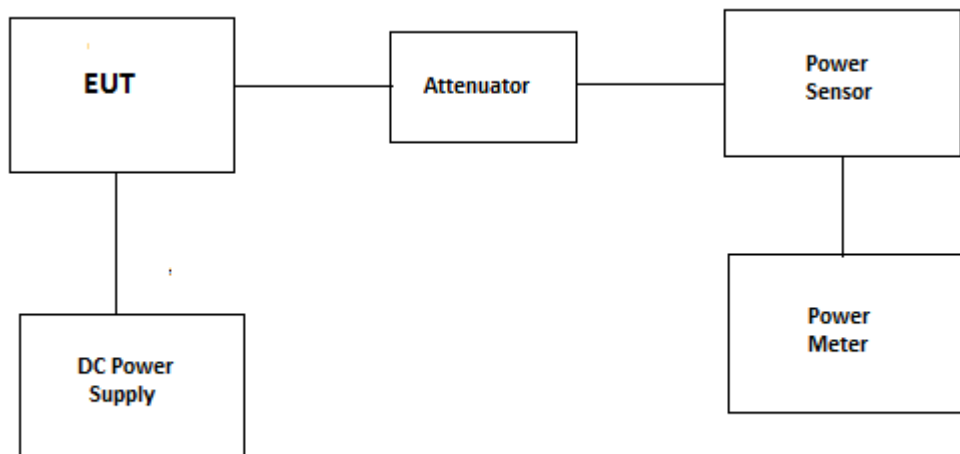 EUT
Attenuator
Power
Sensor
DC Power
Supply
Power
Meter